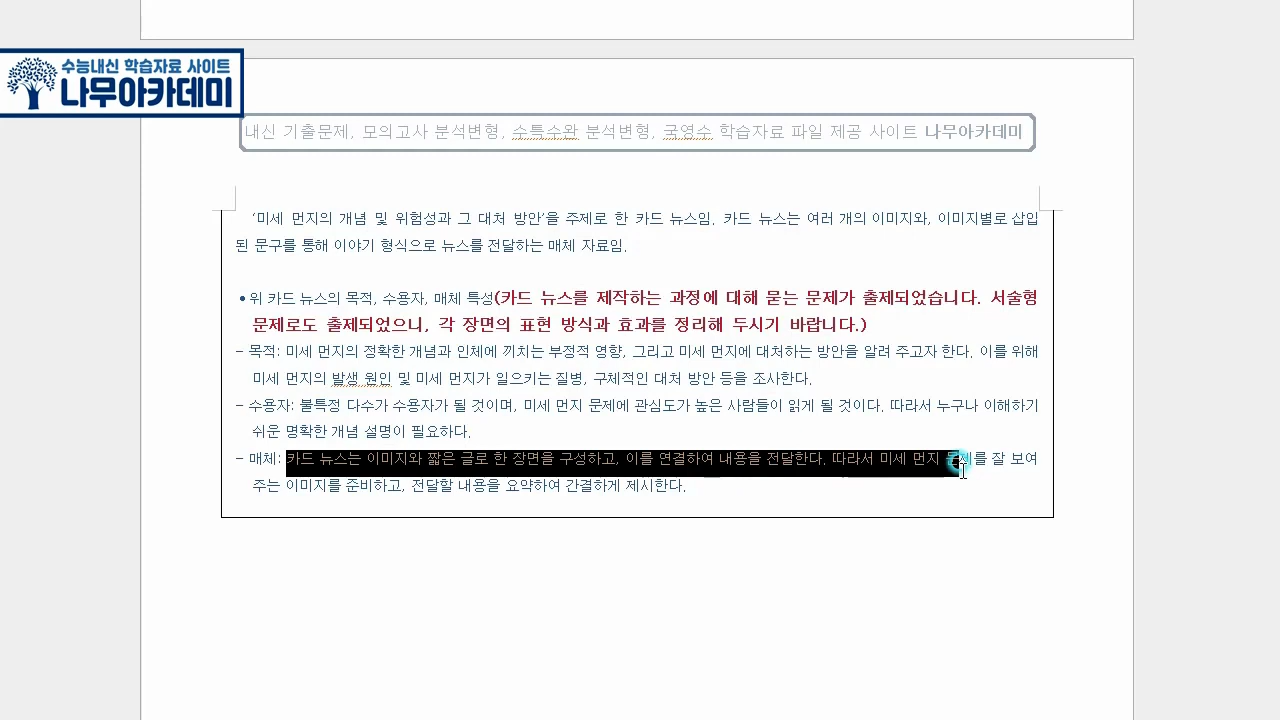 수능내신 학습자료 사이트
나무아카데미
내신 기출문제, 모의고사 분석변형, 수특수완 분석변형, 국영수 학습자료 파일 제공 사이트 나무아카데미
'미세 먼지의 개념 및 위험성과 그 대처 방안'을 주제로 한 카드 뉴스임. 카드 뉴스는 여러 개의 이미지와, 이미지별로 삽입
된 문구를 통해 이야기 형식으로 뉴스를 전달하는 매체 자료임.
•위 카드 뉴스의 목적, 수용자, 매체 특성(카드 뉴스를 제작하는 과정에 대해 묻는 문제가 출제되었습니다. 서술형
문제로도 출제되었으니, 각 장면의 표현 방식과 효과를 정리해 두시기 바랍니다.)
- 목적: 미세 먼지의 정확한 개념과 인체에 끼치는 부정적 영향, 그리고 미세 먼지에 대처하는 방안을 알려 주고자 한다. 이를 위해
미세 먼지의 발생 원인 및 미세 먼지가 일으키는 질병, 구체적인 대처 방안 등을 조사한다.
- 수용자: 불특정 다수가 수용자가 될 것이며, 미세 먼지 문제에 관심도가 높은 사람들이 읽게 될 것이다. 따라서 누구나 이해하기
쉬운 명확한 개념 설명이 필요하다.
- 매체: 카드 뉴스는 이미지와 짧은 글로 한 장면을 구성하고, 이를 연결하여 내용을 전달한다. 따라서 미세 먼지 문제를 잘 보여
주는 이미지를 준비하고, 전달할 내용을 요약하여 간결하게 제시한다.